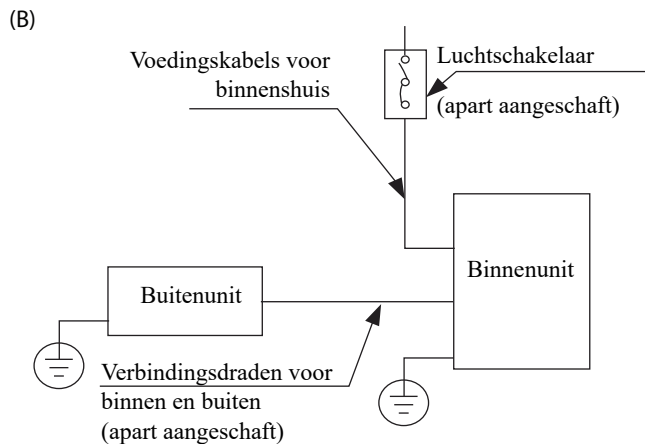 (B)
Voedingskabels voor
binnenshuis
Luchtschakelaar
(apart aangeschaft)
Binnenunit
Buitenunit
Verbindingsdraden voor
binnen en buiten
(apart aangeschaft)